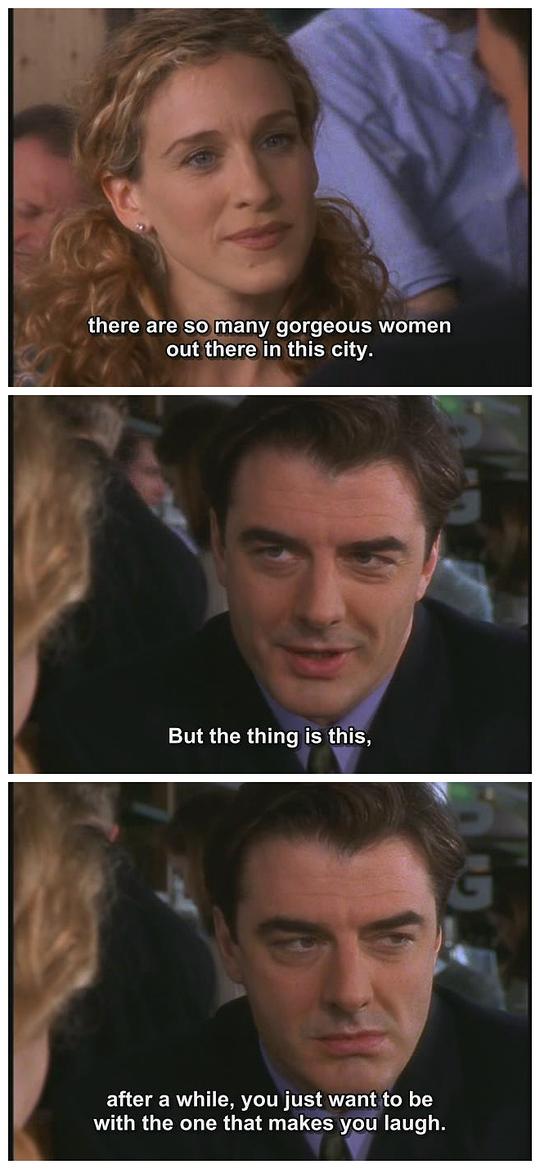 there are so many gorgeous women
out there in this city.
But the thing is this,
after a while, you just want to be
with the one that makes you laugh.